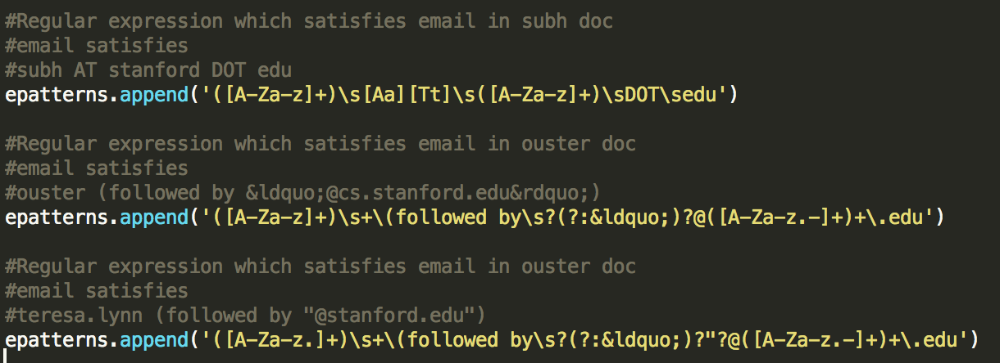 #Regular expression which satisfies email in subh doc
#email satisfies
#subh AT stanford DOT edu
epatterns.append('([A-Za-z]+)\s[Aa][Tt]\s([A-Za-z]+)\sDOT\sedu')
#Regular expression which satisfies email in ouster doc
#email satisfies
#ouster (followed by &ldquo;@cs.stanford.edu&rdquo;)
epatterns.append('([A-Za-z]+)\s+\(followed by\s?(?:&ldquo;)?@([A-Za-z.-]+)+\.edu')
#Regular expression which satisfies email in ouster doc
#email satisfies
#teresa.lynn (followed by "@stanford.edu")
epatterns.append('([A-Za-z.]+)\s+\(followed by\s?(?:&ldquo;)?"?@([A-Za-z.-]+)+\.edu')